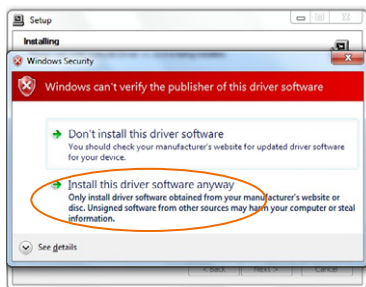 Setup
Installing
Windows Security
Windows can't verify the publisher of this driver software
Don't install this driver software
You should check your manufacturer's website for updated driver software
for your device.
Install this driver software anyway
Only install driver software obtained from your manufacturer's website or
disc. Unsigned software from other sources may harm your computer or steal
information.
See details
< Back Next > Cancel